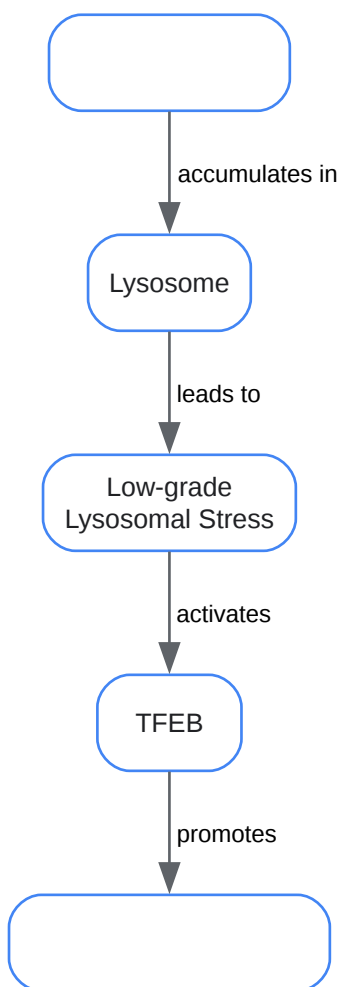 accumulates in
Lysosome
leads to
Low-grade
Lysosomal Stress
activates
TFEB
promotes